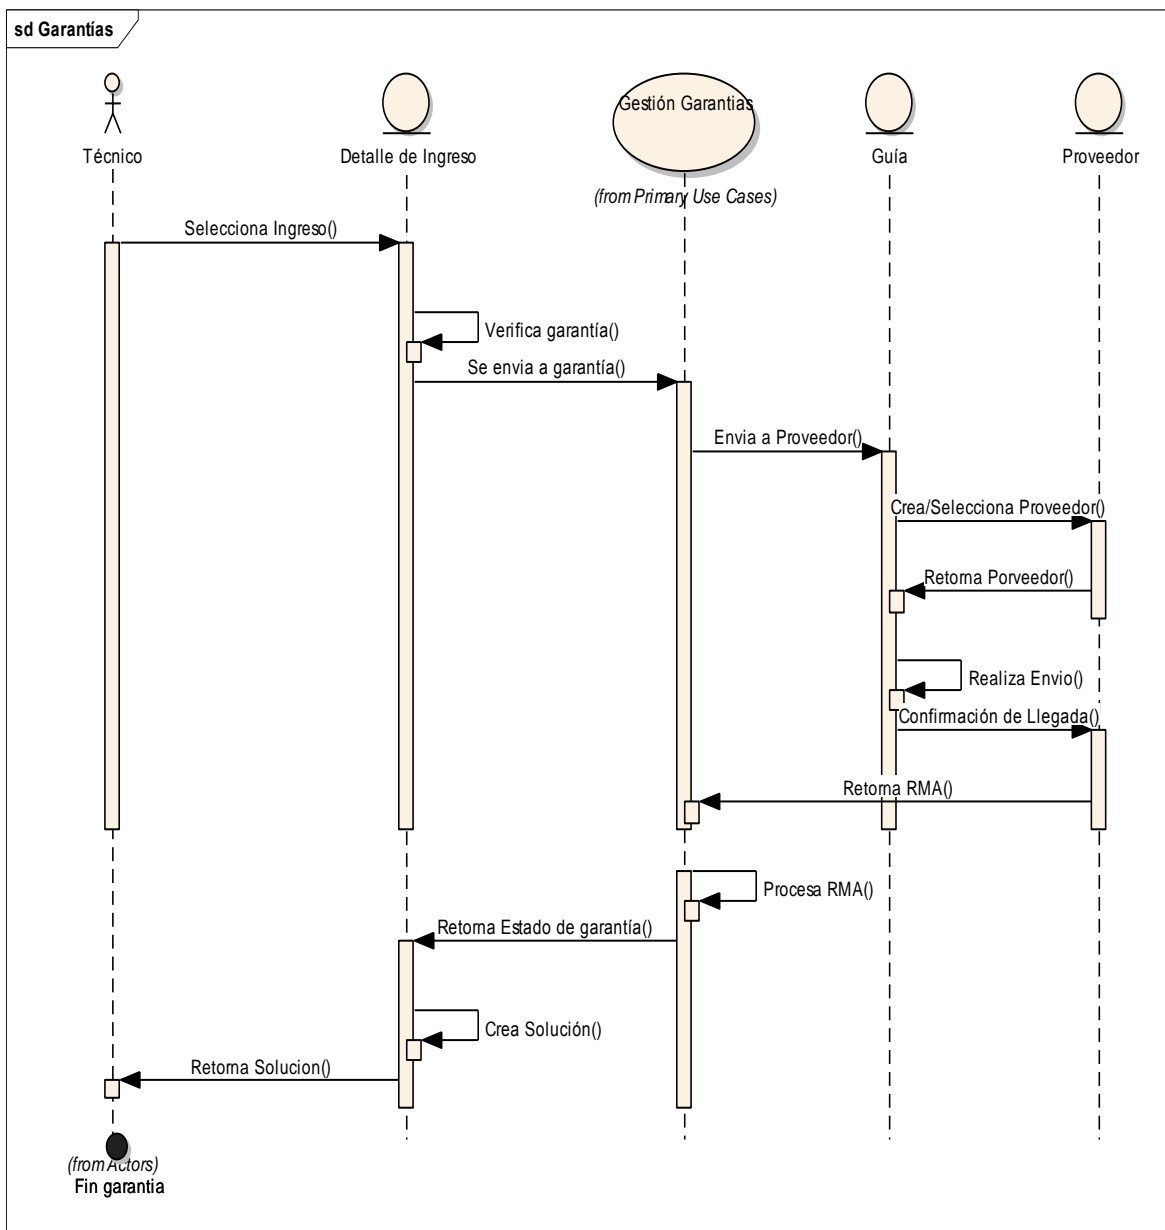 sd Garantías
Gestión Garantias
Técnico
Detalle de Ingreso
Guía
Proveedor
(from Primary Use Cases)
Selecciona Ingreso()
Verifica garantía()
Se envia a garantía()
Envia a Proveedor()
Crea/Selecciona Proveedor()
Retorna Porveedor()
Realiza Envio()
Confirmación de Llegada()
Retorna RMA()
Procesa RMA()
Retorna Estado de garantía()
Crea Solución()
Retorna Solucion()
(from Actors)
Fin garantia